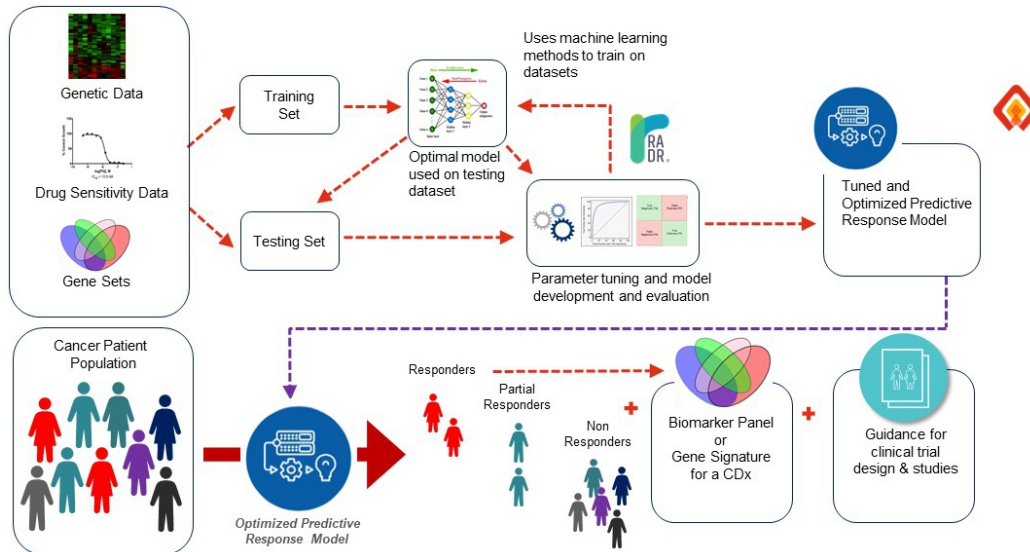 Genetic Data
% Control Growth
Drug Sensitivity Data
Gene Sets
Training
Set
Testing Set
Optimal model
used on testing
dataset
Uses machine learning
methods to train on
datasets
RA
DR®
Parameter tuning and model
development and evaluation
Tuned and
Optimized Predictive
Response Model
Cancer Patient
Population
Optimized Predictive
Response Model
Responders
Partial
Responders
Non
Responders
+
Biomarker Panel
or
Gene Signature
for a CDx
+
Guidance for
clinical trial
design & studies